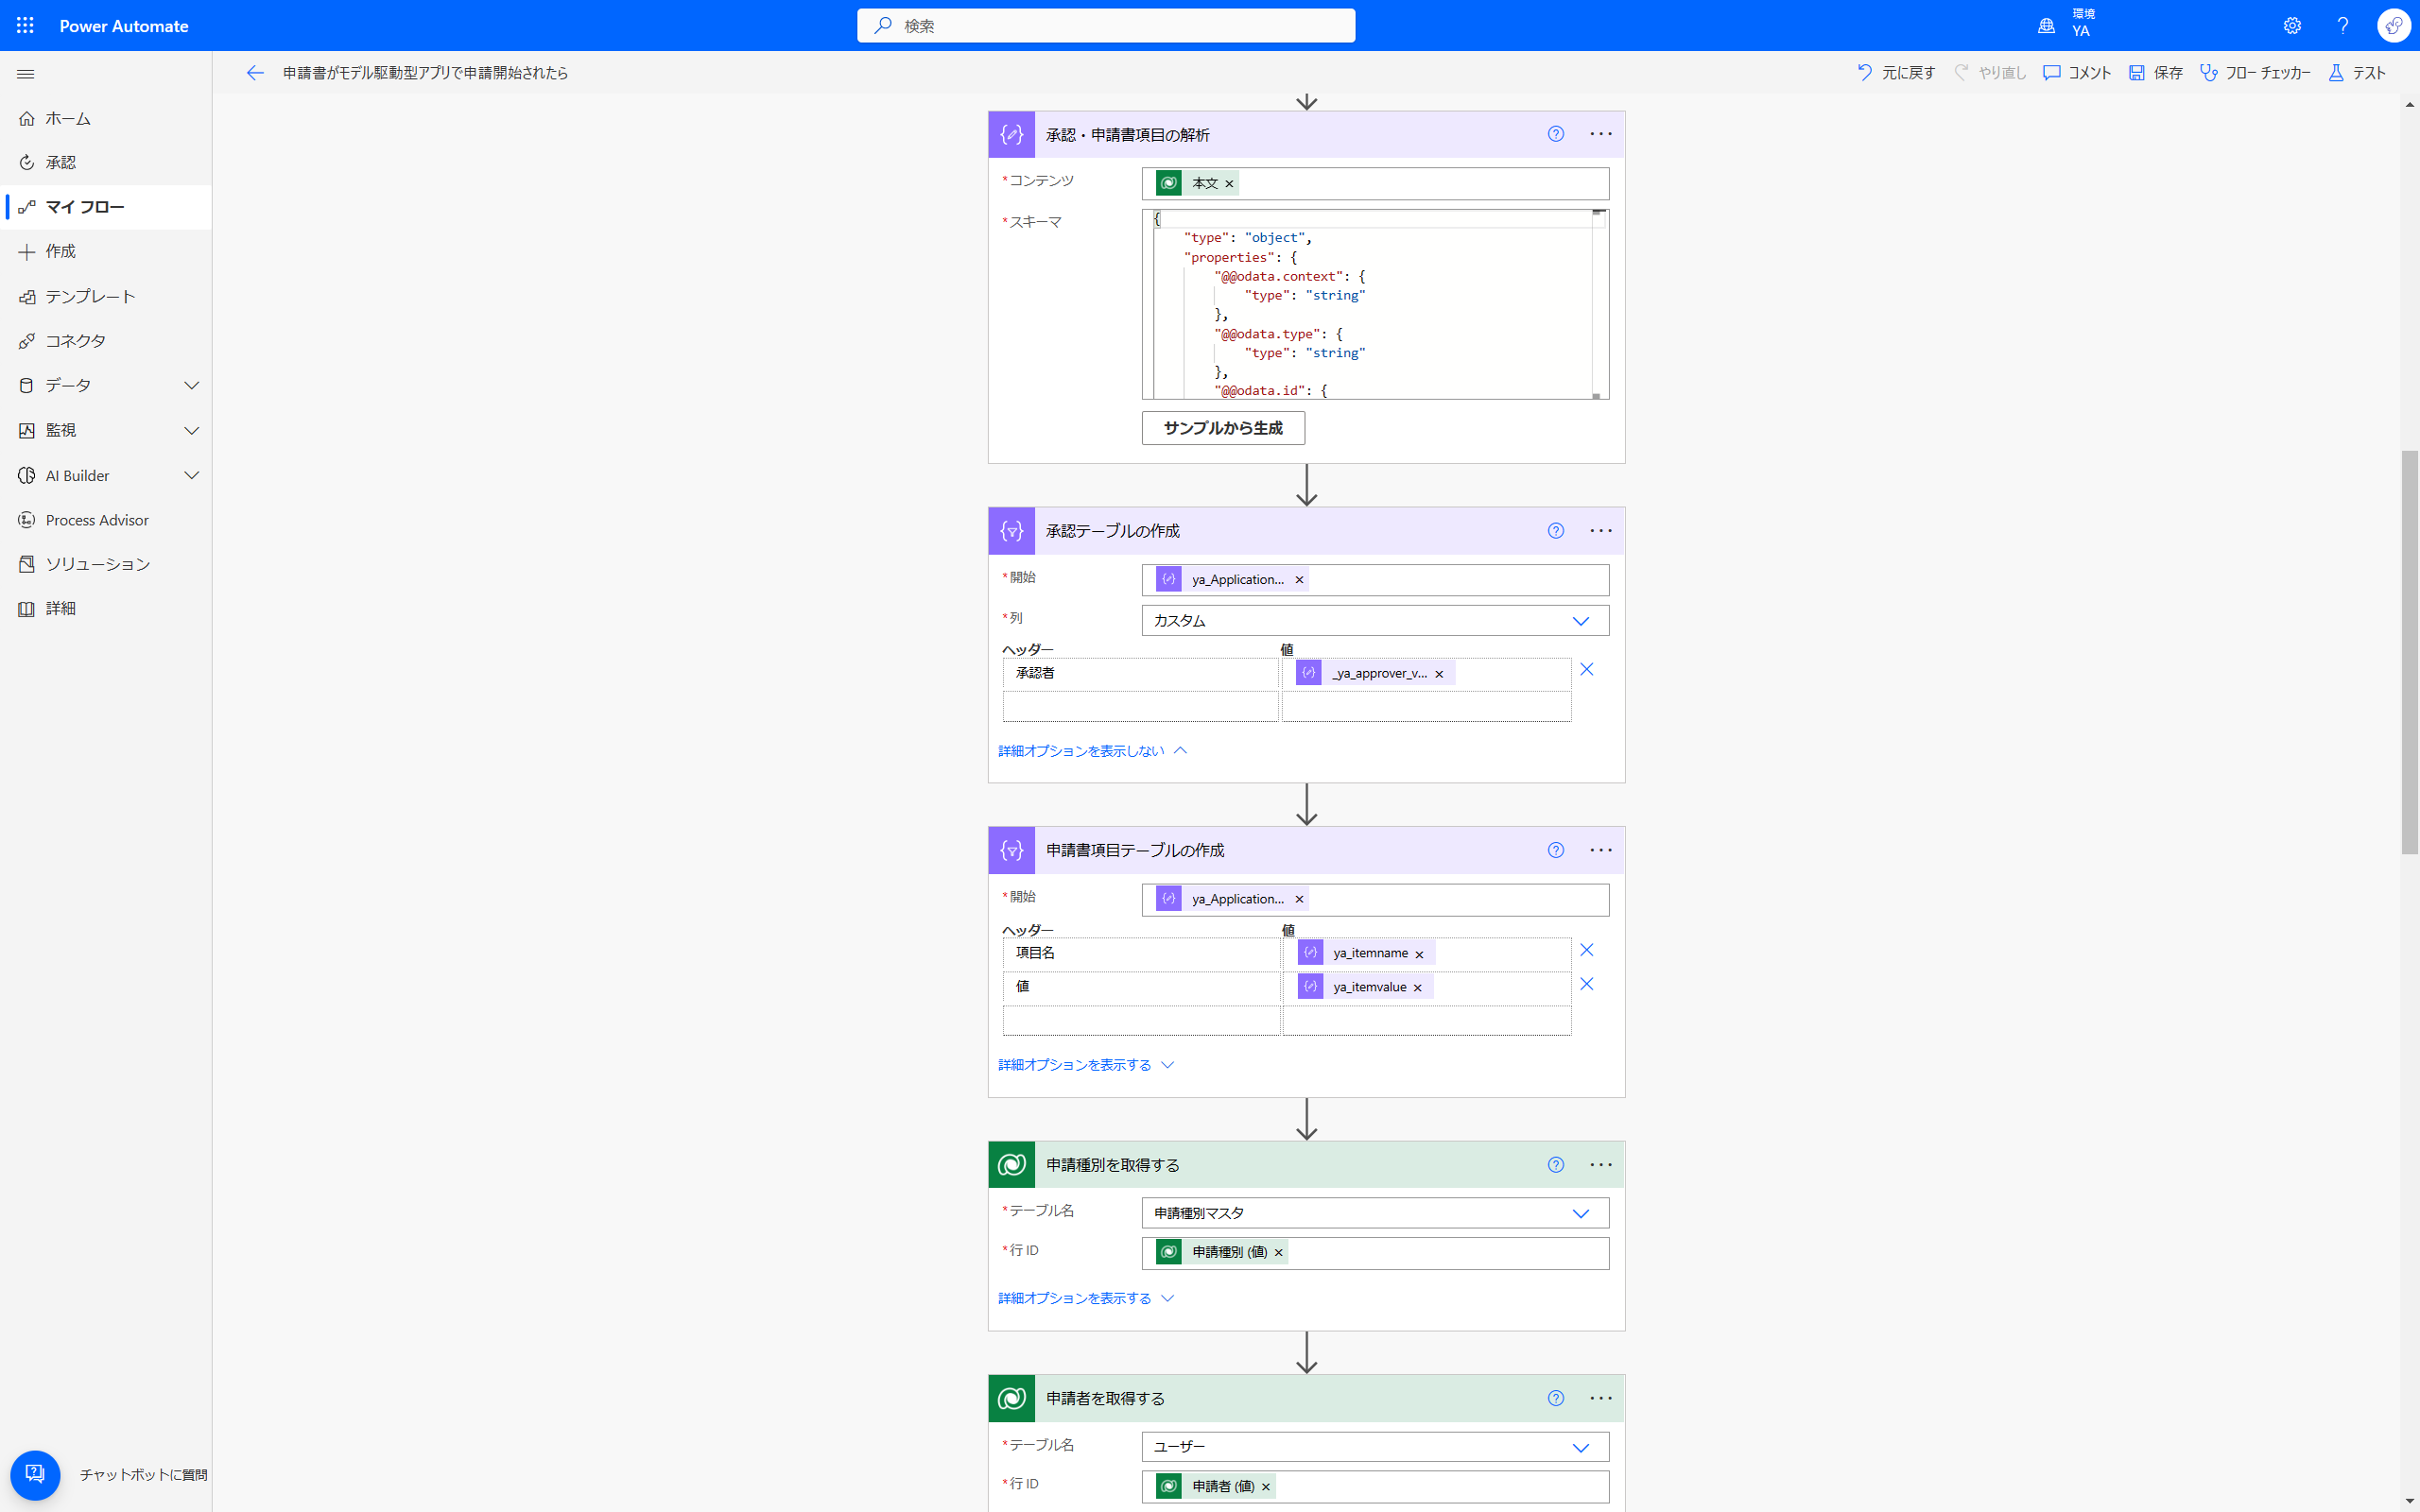 Power Automate
検索
環境
YA
申請書がモデル駆動型アプリで申請開始されたら
元に戻す
やり直し
コメント
保存
フロー チェッカー
テスト
ホーム
承認
マイ フロー
作成
テンプレート
コネクタ
データ
監視
AI Builder
Process Advisor
ソリューション
詳細
チャットボットに質問
承認・申請書項目の解析
*コンテンツ
本文
*スキーマ
{
"type": "object",
"properties": {
"@@odata.context": {
"type": "string"
},
"@@odata.type": {
"type": "string"
},
"@@odata.id": {
サンプルから生成
承認テーブルの作成
*開始
ya_Application...
*列
カスタム
ヘッダー 値
承認者 _ya_approver_v...
詳細オプションを表示しない
申請書項目テーブルの作成
*開始
ya_Application...
ヘッダー 値
項目名 ya_itemname
値 ya_itemvalue
詳細オプションを表示する
申請種別を取得する
*テーブル名
申請種別マスタ
*行 ID
申請種別 (値)
詳細オプションを表示する
申請者を取得する
*テーブル名
ユーザー
*行 ID
申請者 (値)